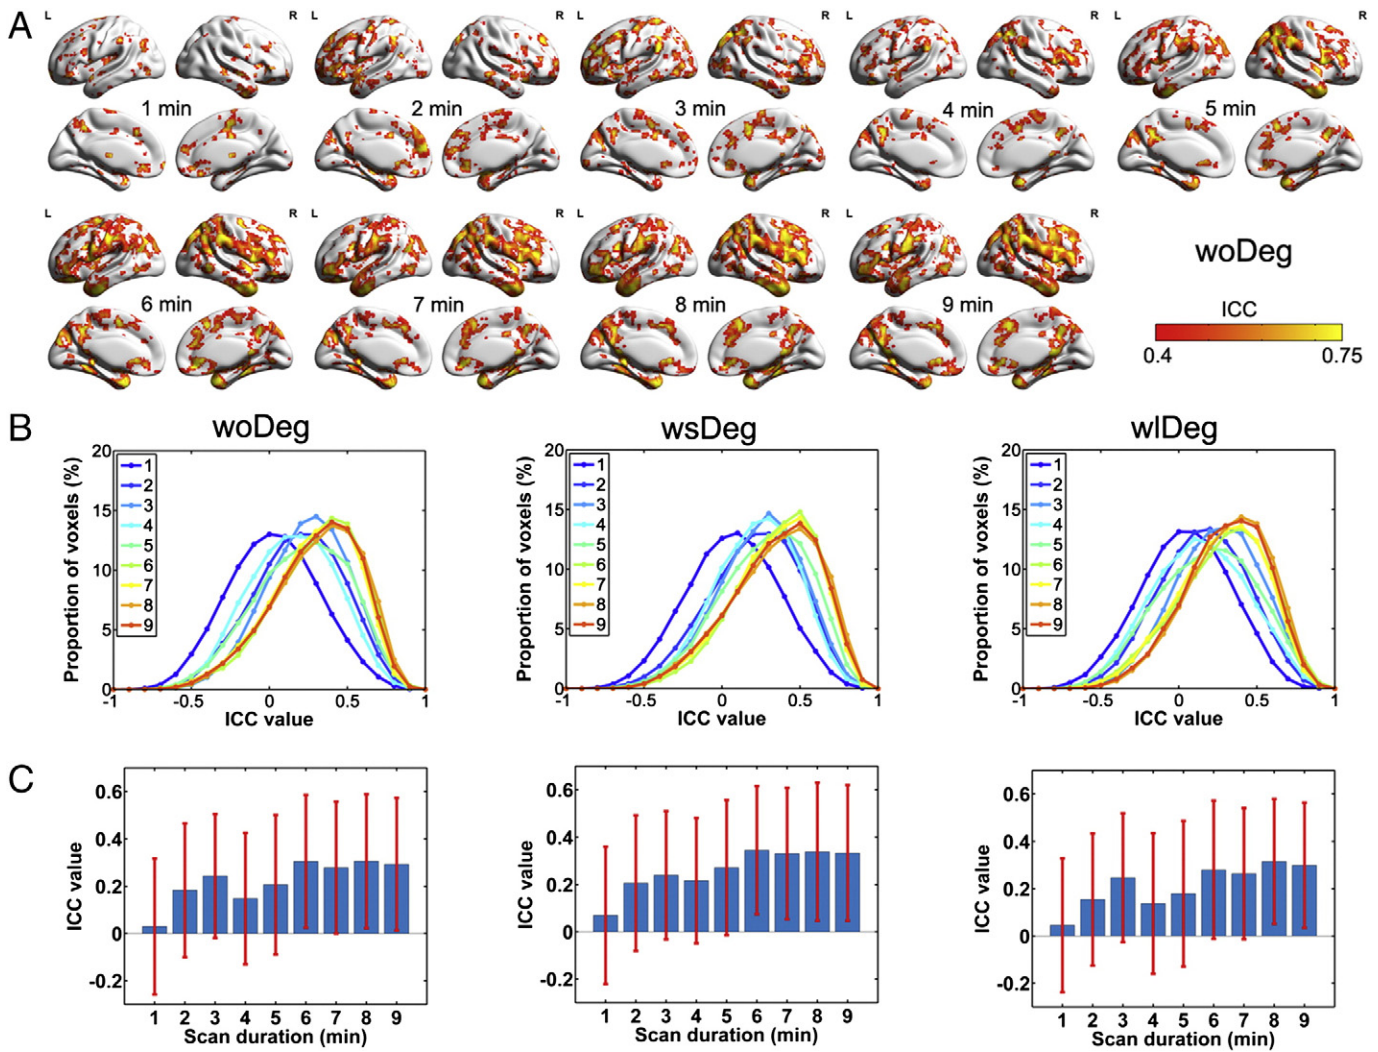 A
L R L R L R L R L R
1 min 2 min 3 min 4 min 5 min
L R L R L R L R
6 min 7 min 8 min 9 min
woDeg
ICC
0.4 0.75
B
woDeg wsDeg wlDeg
Proportion of voxels (%)
20
15
10
5
0
1
2
3
4
5
6
7
8
9
-1 -0.5 0 0.5 1
ICC value
Proportion of voxels (%)
20
15
10
5
0
1
2
3
4
5
6
7
8
9
-1 -0.5 0 0.5 1
ICC value
Proportion of voxels (%)
20
15
10
5
0
1
2
3
4
5
6
7
8
9
-1 -0.5 0 0.5 1
ICC value
C
ICC value
0.6
0.4
0.2
0
-0.2
1 2 3 4 5 6 7 8 9
Scan duration (min)
ICC value
0.6
0.4
0.2
0
-0.2
1 2 3 4 5 6 7 8 9
Scan duration (min)
ICC value
0.6
0.4
0.2
0
-0.2
1 2 3 4 5 6 7 8 9
Scan duration (min)